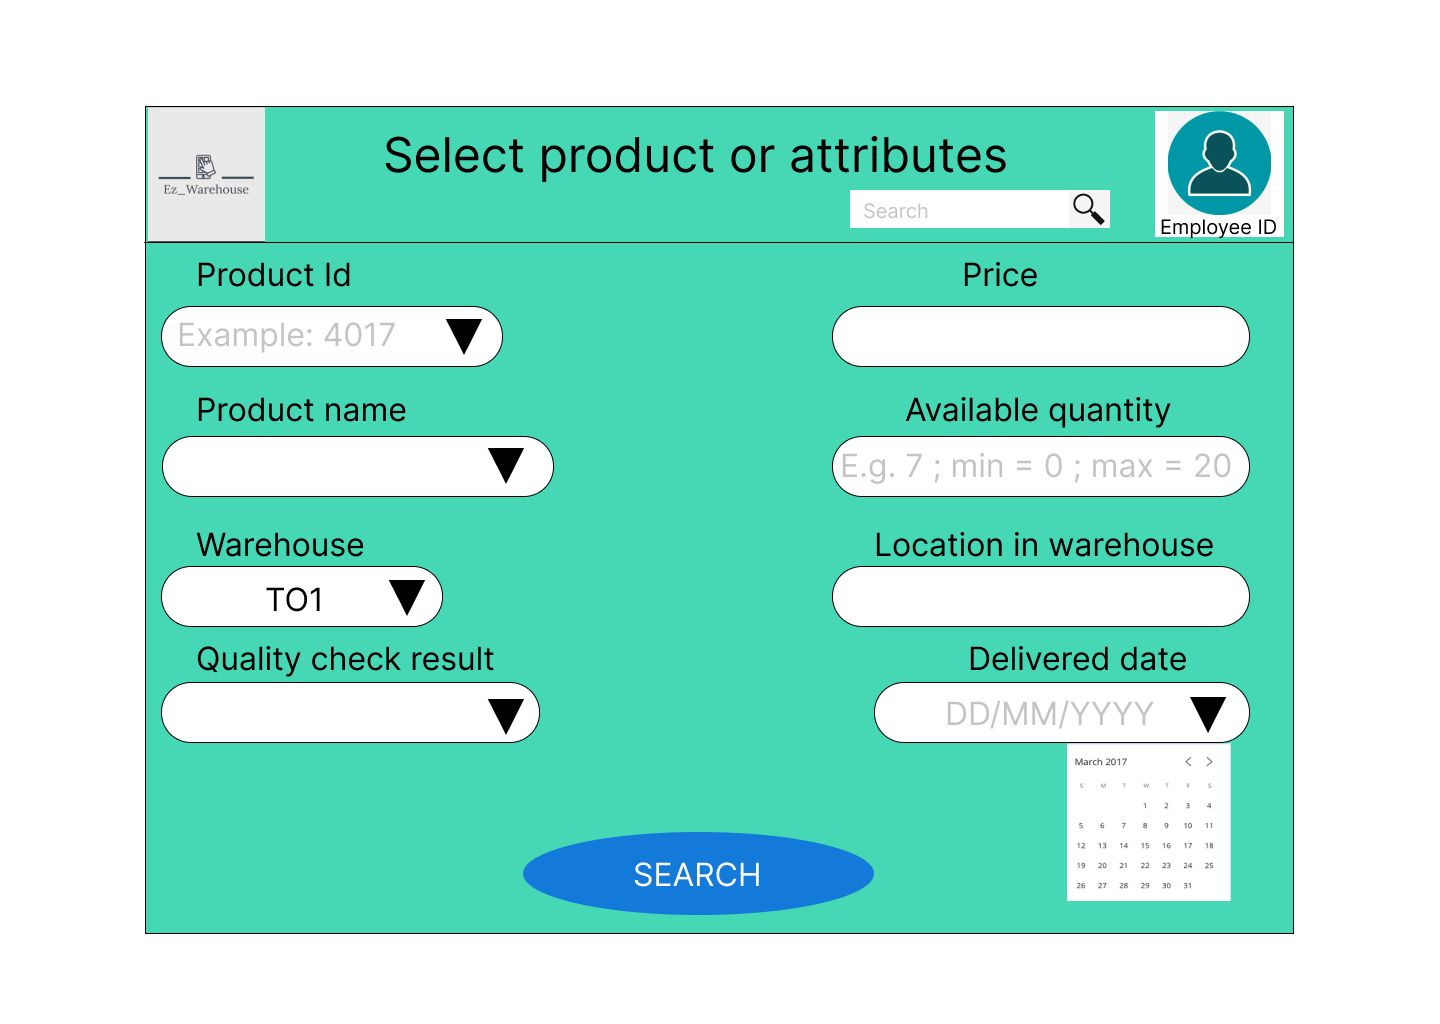 Select product or attributes
Ez_Warehouse
Search
Employee ID
Product Id
Price
Example: 4017
Product name
Available quantity
E.g. 7 ; min = 0 ; max = 20
Warehouse
Location in warehouse
TO1
Quality check result
Delivered date
DD/MM/YYYY
March 2017
S M T W T F S
1 2 3 4
5 6 7 8 9 10 11
12 13 14 15 16 17 18
19 20 21 22 23 24 25
26 27 28 29 30 31
SEARCH